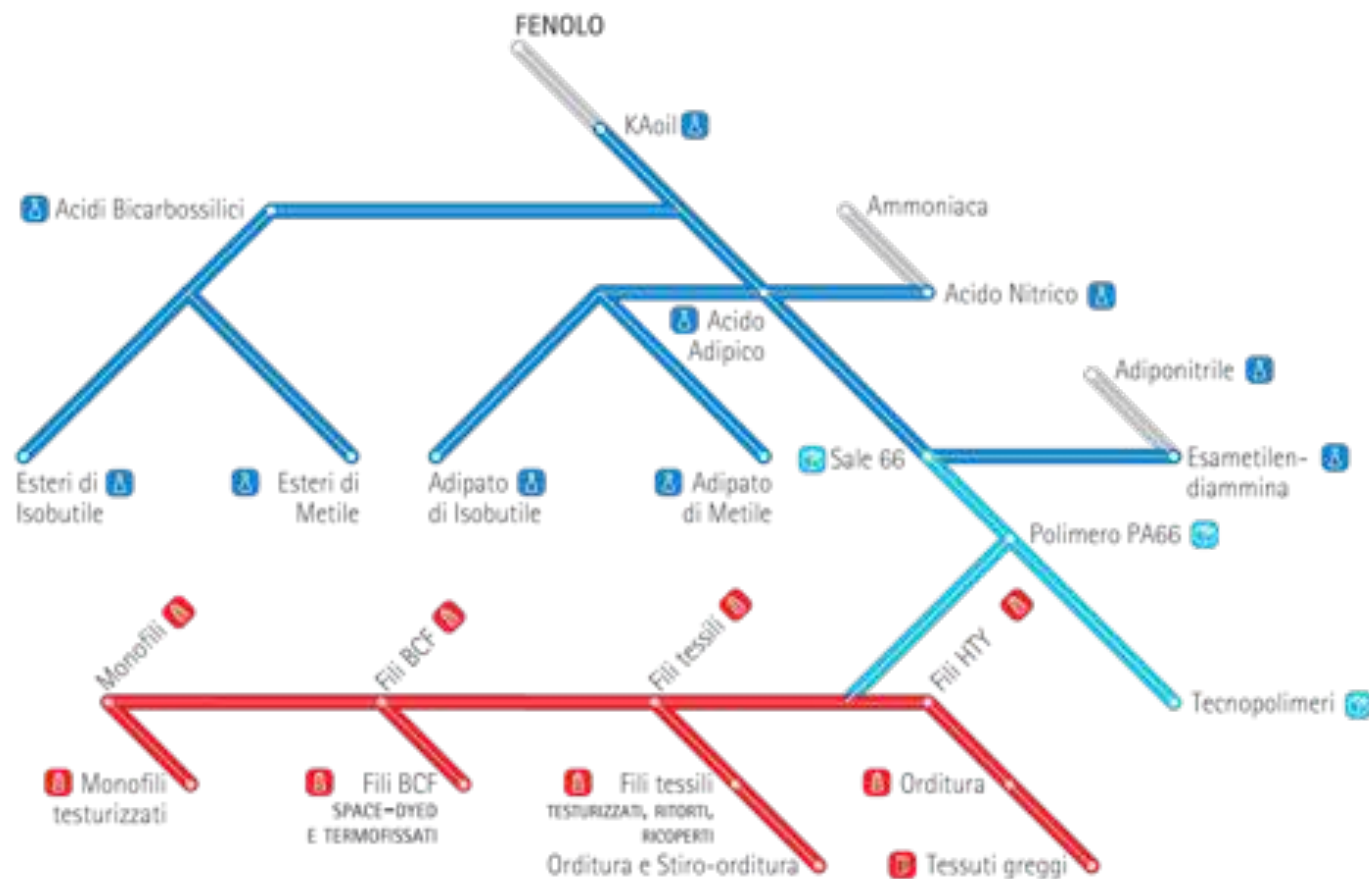 FENOLO
KAoil
Acidi Bicarbossilici
Ammoniaca
Acido Nitrico
Acido
Adipico
Adiponitrile
Esteri di
Isobutile
Esteri di
Metile
Adipato
di Isobutile
Adipato
di Metile
Sale 66
Esametilen-
diammina
Polimero PA66
Monofili
Fili BCF
Fili tessili
Fili HTY
Tecnopolimeri
Monofili
testurizzati
Fili BCF
SPACE-DYED
E TERMOFISSATI
Fili tessili
TESTURIZZATI, RITORTI,
RICOPERTI
Orditura e Stiro-orditura
Orditura
Tessuti greggi